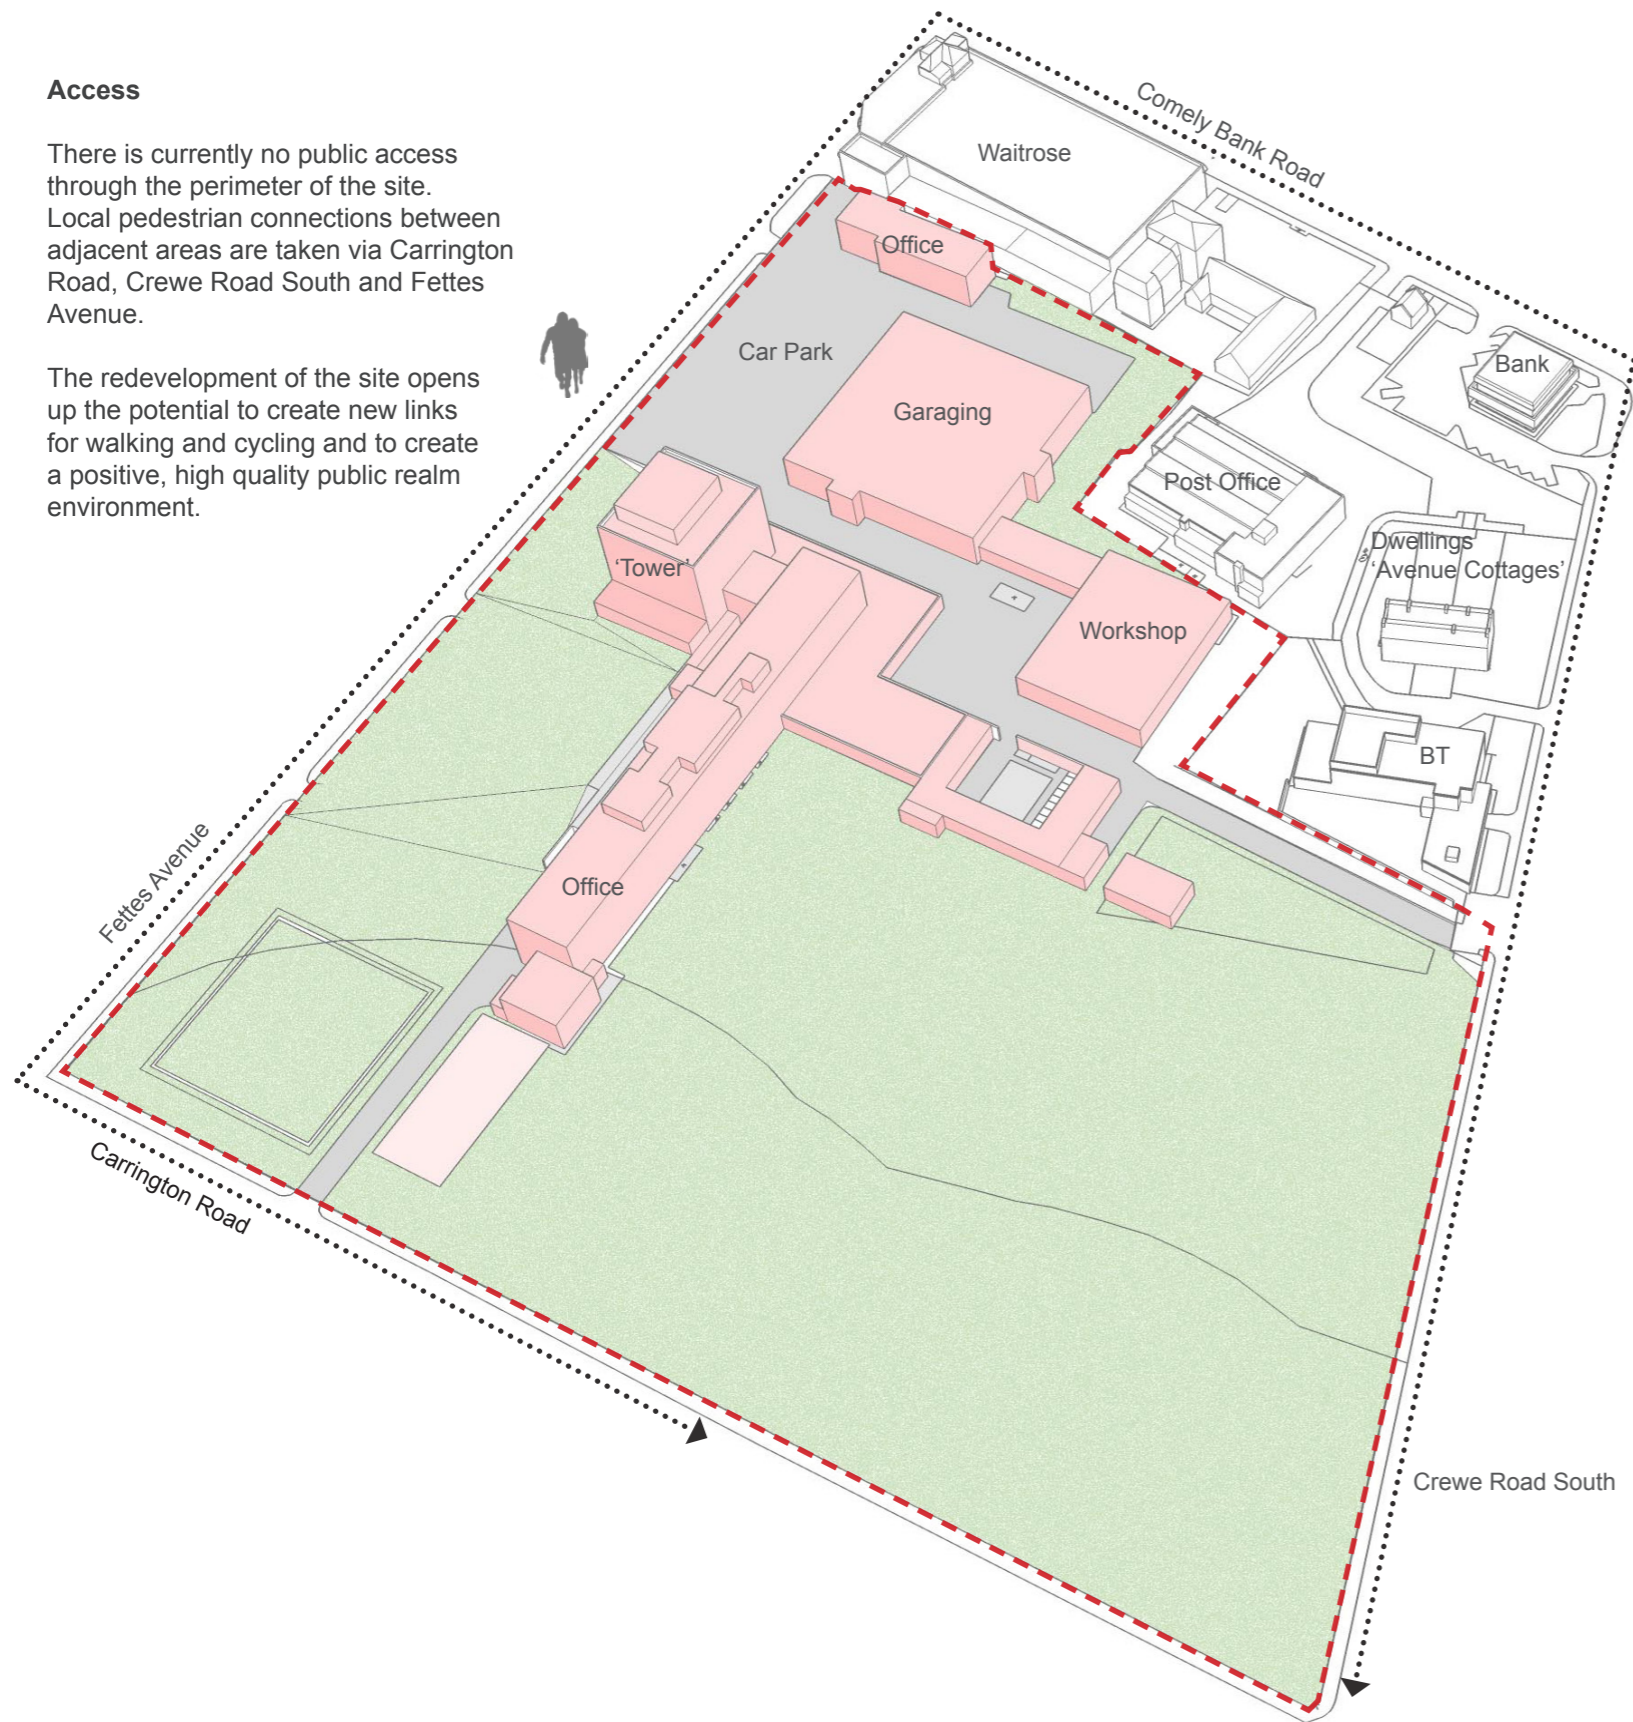 Access
There is currently no public access
through the perimeter of the site.
Local pedestrian connections between
adjacent areas are taken via Carrington
Road, Crewe Road South and Fettes
Avenue.
The redevelopment of the site opens
up the potential to create new links
for walking and cycling and to create
a positive, high quality public realm
environment.
Comely Bank Road
Waitrose
Office
Car Park
Garaging
Bank
Post Office
Dwellings
'Avenue Cottages'
‘Tower’
Workshop
BT
Office
Fettes Avenue
Carrington Road
Crewe Road South